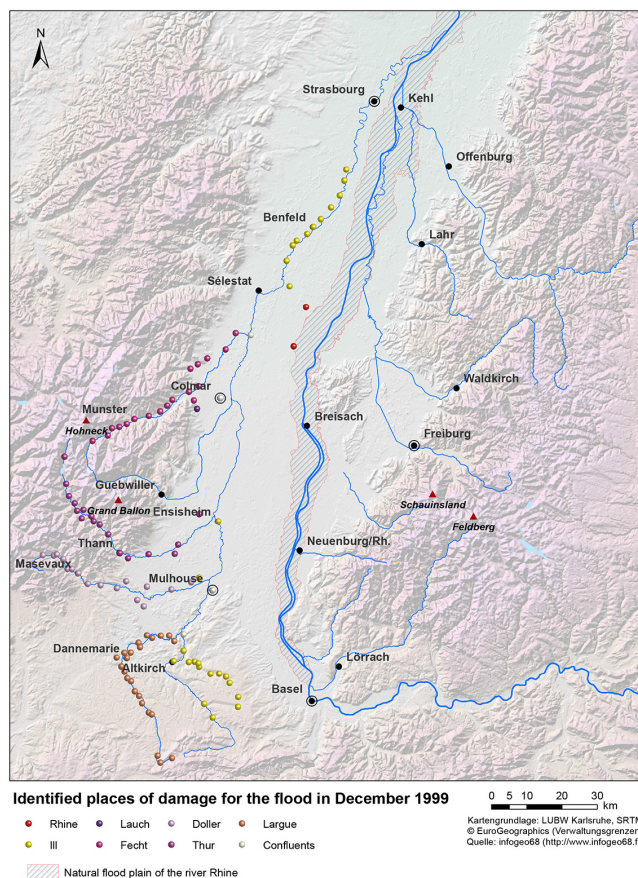 N
Strasbourg
Kehl
Offenburg
Benfeld
Lahr
Sélestat
Colmar
Waldkirch
Munster
Hohneck
Breisach
Freiburg
Guebwiller
Grand Ballon
Ensisheim
Schauinsland
Feldberg
Thann
Neuenburg/Rh.
Masevaux
Mulhouse
Dannemarie
Altkirch
Lörrach
Basel
Identified places of damage for the flood in December 1999
0 5 10 20 30
km
Rhine Lauch Doller Largue
Ill Fecht Thur Confluents
Natural flood plain of the river Rhine
Kartengrundlage: LUBW Karlsruhe, SRTM
© EuroGeographics (Verwaltungsgrenzen
Quelle: infogeo68 (http://www.infogeo68.f